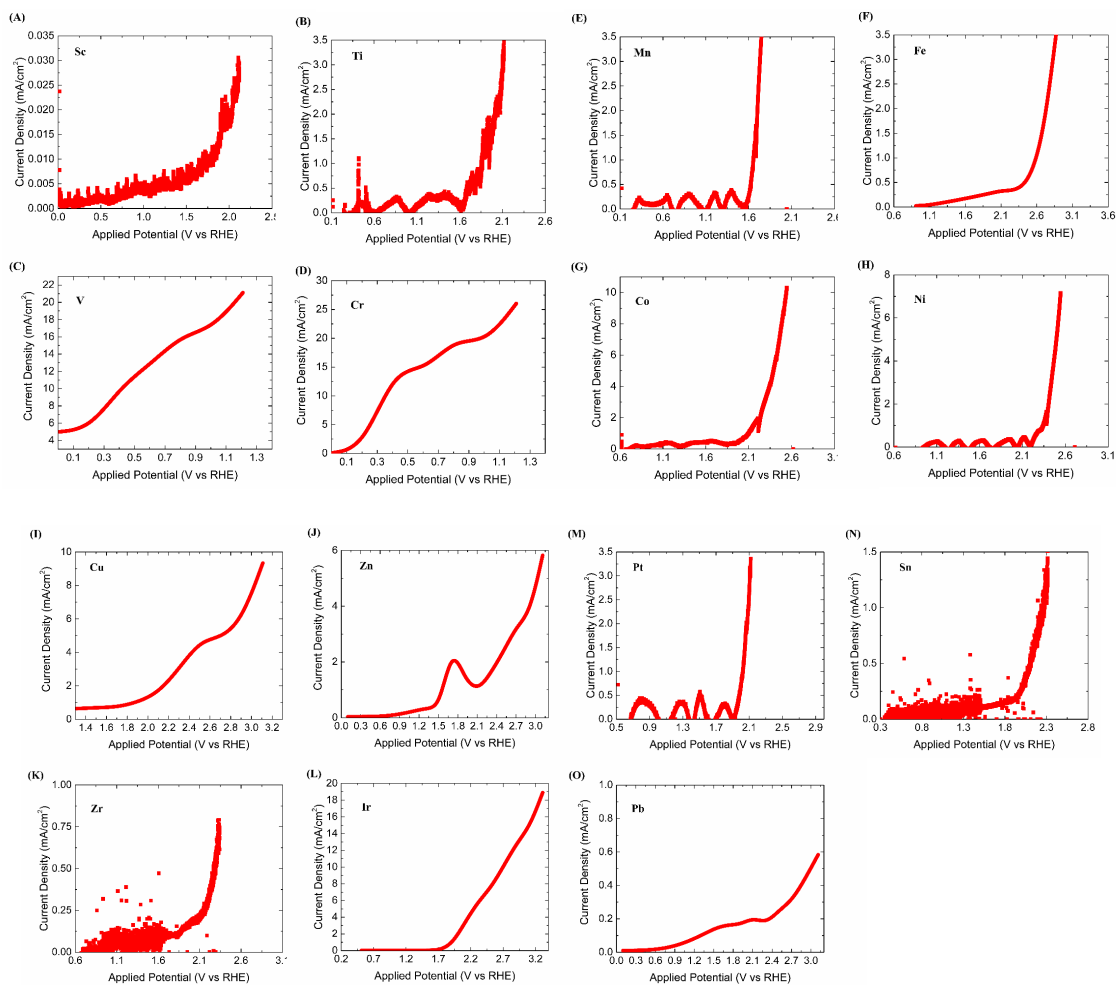 (A)
Sc
0.035
0.030
0.025
0.020
0.015
0.010
0.005
0.000
0.0 0.5 1.0 1.5 2.0 2.5
Current Density (mA/cm²)
Applied Potential (V vs RHE)
(B)
Ti
3.5
3.0
2.5
2.0
1.5
1.0
0.5
0.0
0.1 0.6 1.1 1.6 2.1 2.6
Current Density (mA/cm²)
Applied Potential (V vs RHE)
(E)
Mn
3.5
3.0
2.5
2.0
1.5
1.0
0.5
0.0
0.1 0.6 1.1 1.6 2.1 2.6
Current Density (mA/cm²)
Applied Potential (V vs RHE)
(F)
Fe
3.5
3.0
2.5
2.0
1.5
1.0
0.5
0.0
0.6 1.1 1.6 2.1 2.6 3.1 3.6
Current Density (mA/cm²)
Applied Potential (V vs RHE)
(C)
V
22
20
18
16
14
12
10
8
6
4
0.1 0.3 0.5 0.7 0.9 1.1 1.3
Current Density (mA/cm²)
Applied Potential (V vs RHE)
(D)
Cr
30
25
20
15
10
5
0
0.1 0.3 0.5 0.7 0.9 1.1 1.3
Current Density (mA/cm²)
Applied Potential (V vs RHE)
(G)
Co
10
8
6
4
2
0
0.6 1.1 1.6 2.1 2.6
Current Density (mA/cm²)
Applied Potential (V vs RHE)
(H)
Ni
8
6
4
2
0
0.6 1.1 1.6 2.1 2.6 3.1
Current Density (mA/cm²)
Applied Potential (V vs RHE)
(I)
Cu
10
8
6
4
2
0
1.4 1.6 1.8 2.0 2.2 2.4 2.6 2.8 3.0 3.2
Current Density (mA/cm²)
Applied Potential (V vs RHE)
(J)
Zn
6
4
2
0
0.0 0.3 0.6 0.9 1.2 1.5 1.8 2.1 2.4 2.7 3.0
Current Density (mA/cm²)
Applied Potential (V vs RHE)
(M)
Pt
3.5
3.0
2.5
2.0
1.5
1.0
0.5
0.0
0.5 0.9 1.3 1.7 2.1 2.5 2.9
Current Density (mA/cm²)
Applied Potential (V vs RHE)
(N)
Sn
1.5
1.0
0.5
0.0
0.3 0.8 1.3 1.8 2.3 2.8
Current Density (mA/cm²)
Applied Potential (V vs RHE)
(K)
Zr
1.00
0.75
0.50
0.25
0.00
0.6 1.1 1.6 2.1 2.6
Current Density (mA/cm²)
Applied Potential (V vs RHE)
(L)
Ir
20
18
16
14
12
10
8
6
4
2
0
0.2 0.7 1.2 1.7 2.2 2.7 3.2
Current Density (mA/cm²)
Applied Potential (V vs RHE)
(O)
Pb
1.0
0.8
0.6
0.4
0.2
0.0
0.0 0.3 0.6 0.9 1.2 1.5 1.8 2.1 2.4 2.7 3.0
Current Density (mA/cm²)
Applied Potential (V vs RHE)